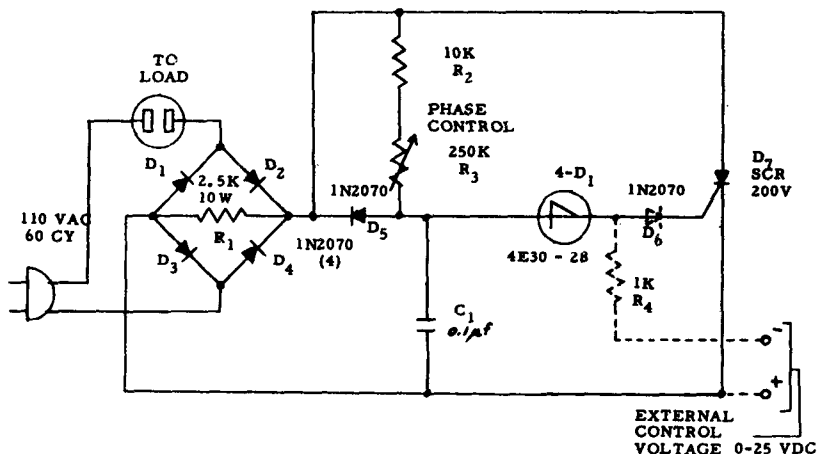 TO
LOAD
110 VAC
60 CY
D1
D2
2.5K
10W
R1
D3
D4
1N2070
(4)
10K
R2
PHASE
CONTROL
250K
R3
1N2070
D5
C1
0.1µf
4-D1
4E30 - 28
1N2070
D6
D7
SCR
200V
1K
R4
-
+
EXTERNAL
CONTROL
VOLTAGE 0-25 VDC